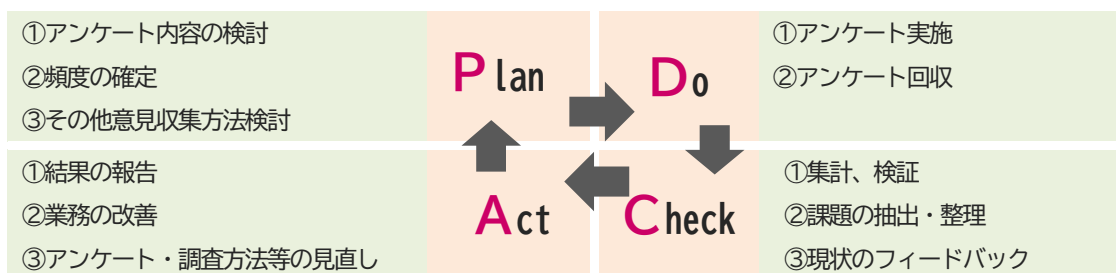 ①アンケート内容の検討
②頻度の確定
③その他意見収集方法検討
Plan
Do
①アンケート実施
②アンケート回収
①結果の報告
②業務の改善
③アンケート・調査方法等の見直し
Act
Check
①集計、検証
②課題の抽出・整理
③現状のフィードバック